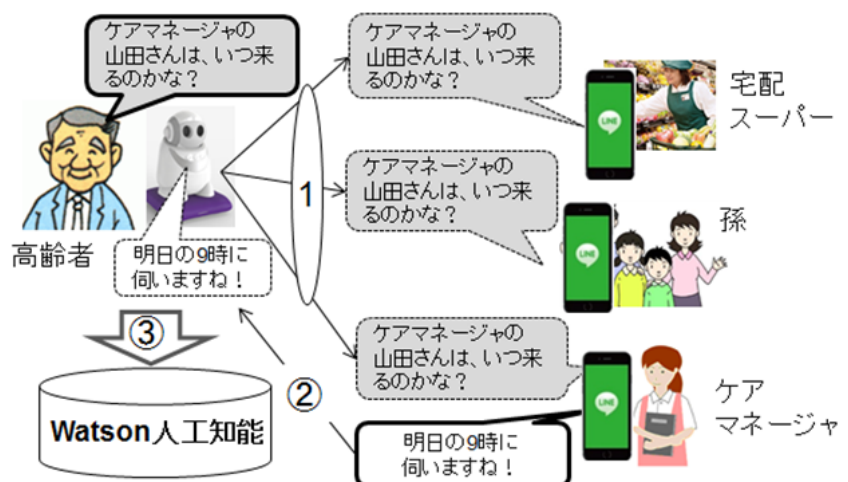 ケアマネージャの
山田さんは、いつ来
るのかな？
高齢者
明日の9時に
伺いますね！
1
ケアマネージャの
山田さんは、いつ来
るのかな？
LINE
宅配
スーパー
ケアマネージャの
山田さんは、いつ来
るのかな？
LINE
孫
ケアマネージャの
山田さんは、いつ来
るのかな？
LINE
ケア
マネージャ
②
明日の9時に
伺いますね！
③
Watson人工知能